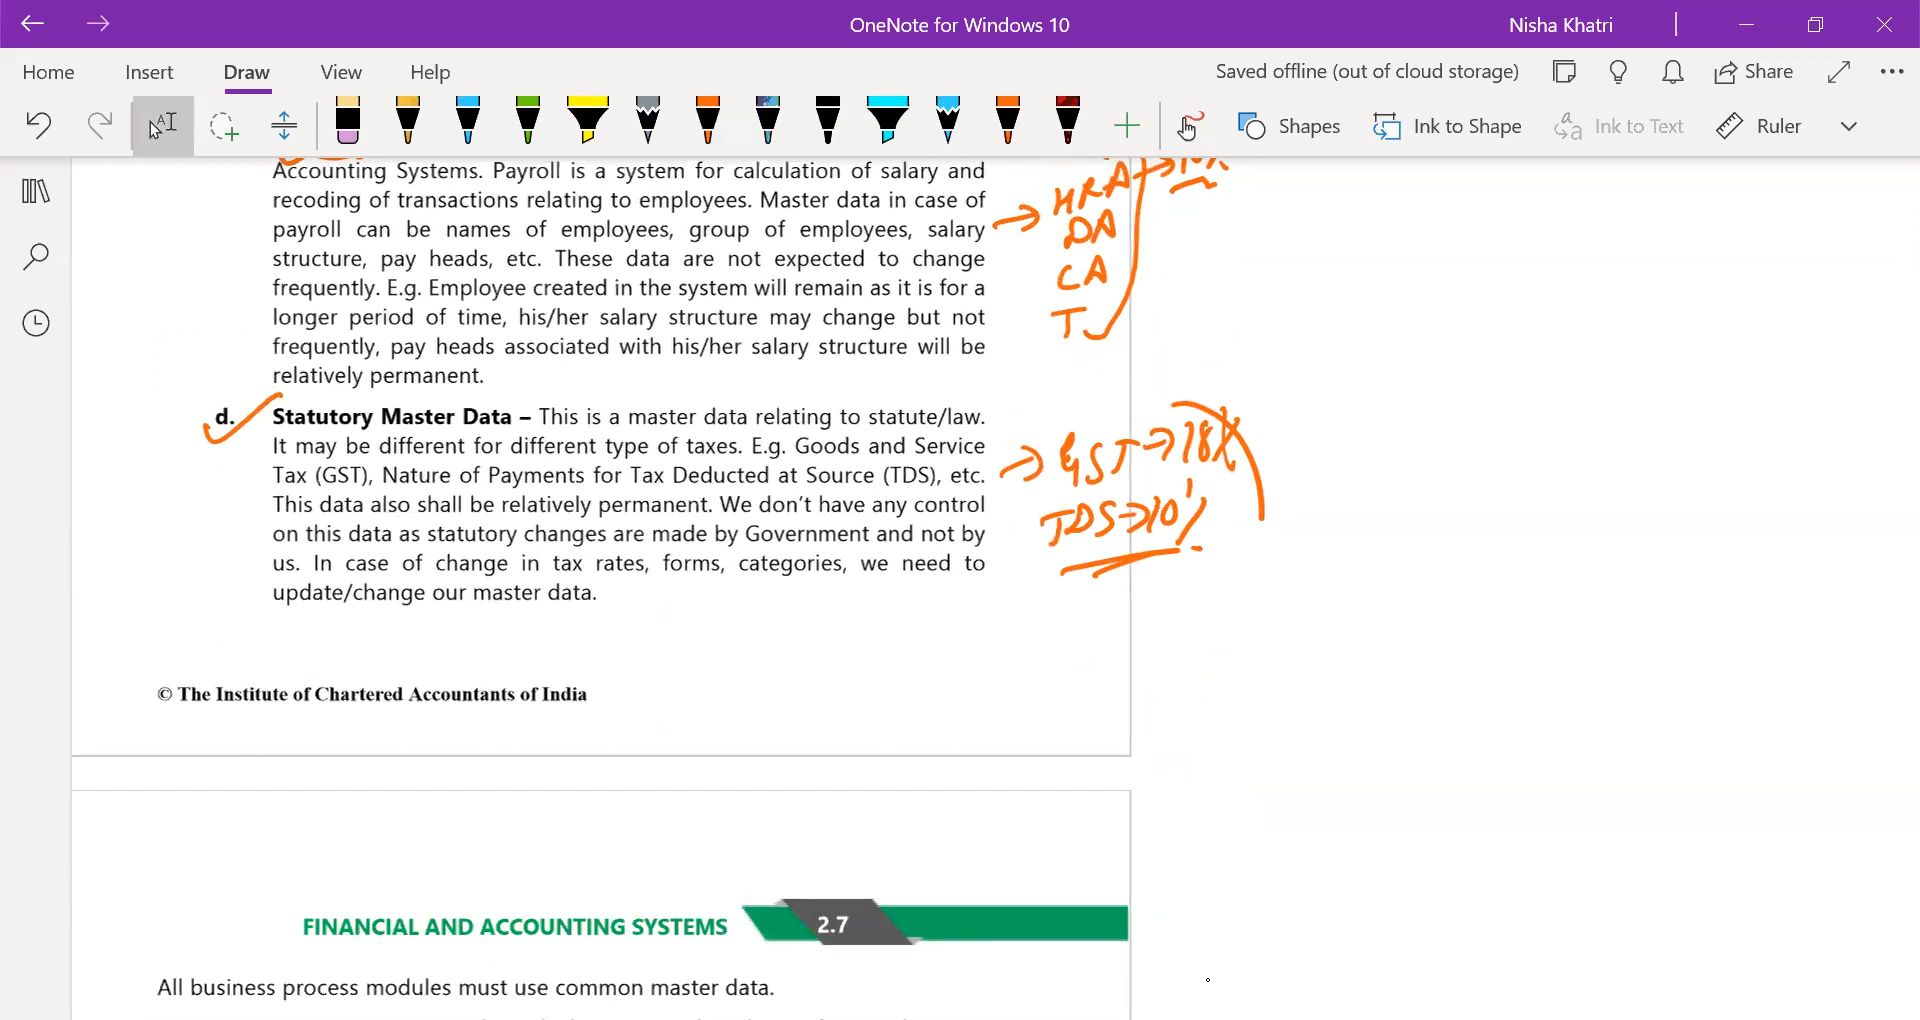 OneNote for Windows 10
Nisha Khatri
Home Insert Draw View Help
Saved offline (out of cloud storage)
Share
Shapes
Ink to Shape
Ink to Text
Ruler
Accounting Systems. Payroll is a system for calculation of salary and
recoding of transactions relating to employees. Master data in case of
payroll can be names of employees, group of employees, salary
structure, pay heads, etc. These data are not expected to change
frequently. E.g. Employee created in the system will remain as it is for a
longer period of time, his/her salary structure may change but not
frequently, pay heads associated with his/her salary structure will be
relatively permanent.
→ HRA
DA
CA
T
d. Statutory Master Data – This is a master data relating to statute/law.
It may be different for different type of taxes. E.g. Goods and Service
Tax (GST), Nature of Payments for Tax Deducted at Source (TDS), etc.
This data also shall be relatively permanent. We don't have any control
on this data as statutory changes are made by Government and not by
us. In case of change in tax rates, forms, categories, we need to
update/change our master data.
→ GST → 18%
TDS → 10%
© The Institute of Chartered Accountants of India
FINANCIAL AND ACCOUNTING SYSTEMS 2.7
All business process modules must use common master data.